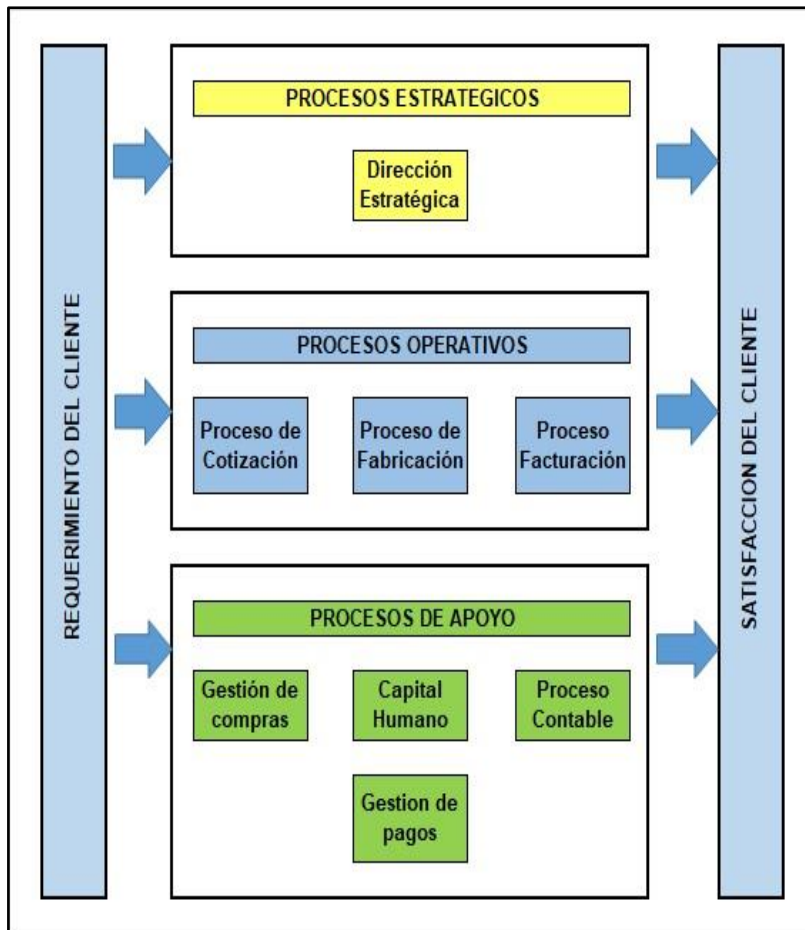 REQUERIMIENTO DEL CLIENTE
PROCESOS ESTRATEGICOS
Dirección
Estratégica
PROCESOS OPERATIVOS
Proceso de
Cotización
Proceso de
Fabricación
Proceso
Facturación
PROCESOS DE APOYO
Gestión de
compras
Capital
Humano
Proceso
Contable
Gestion de
pagos
SATISFACCION DEL CLIENTE